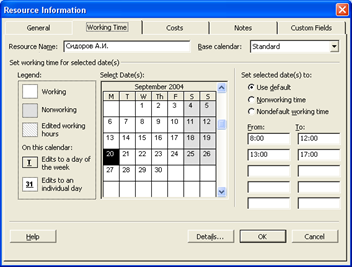 Resource Information
General Working Time Costs Notes Custom Fields
Resource Name: Сидоров А.И. Base calendar: Standard
Set working time for selected date(s)
Legend: Select Date(s): Set selected date(s) to:
Working
Nonworking
Edited working hours
On this calendar:
I Edits to a day of the week
31 Edits to an individual day
September 2004
M T W T F S S
1 2 3 4 5
6 7 8 9 10 11 12
13 14 15 16 17 18 19
20 21 22 23 24 25 26
27 28 29 30
Use default
Nonworking time
Nondefault working time
From: To:
8:00 12:00
13:00 17:00
Help Details... OK Cancel